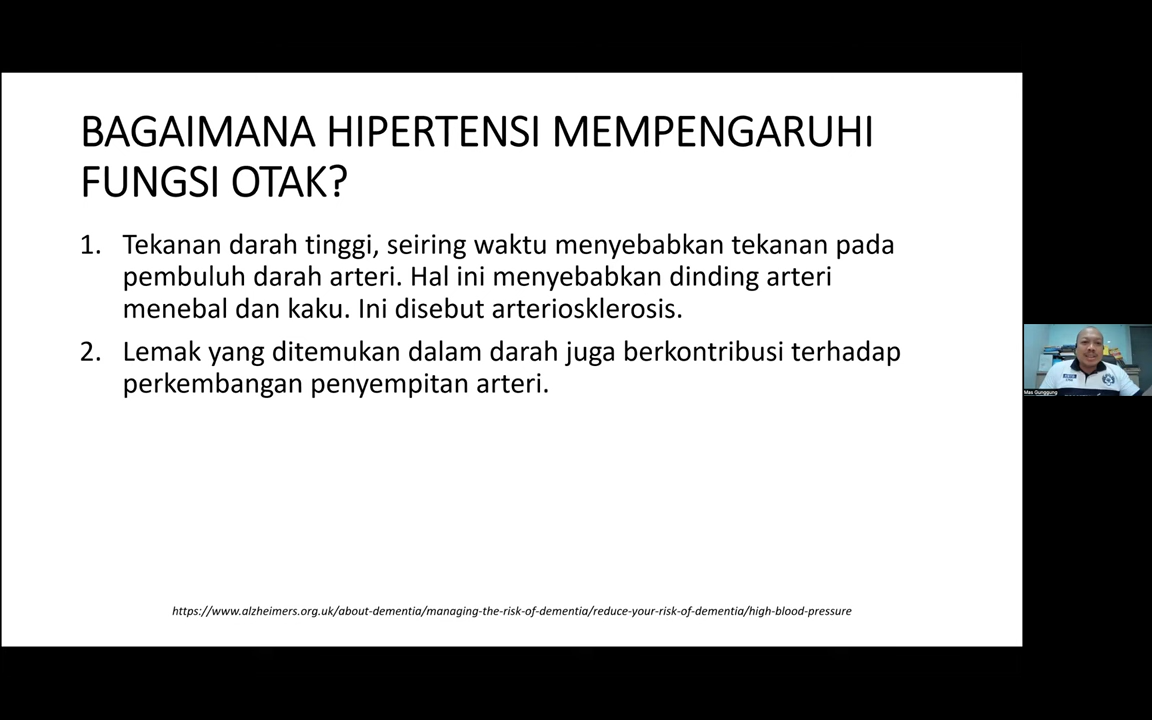 BAGAIMANA HIPERTENSI MEMPENGARUHI
FUNGSI OTAK?
1. Tekanan darah tinggi, seiring waktu menyebabkan tekanan pada
pembuluh darah arteri. Hal ini menyebabkan dinding arteri
menebal dan kaku. Ini disebut arteriosklerosis.
2. Lemak yang ditemukan dalam darah juga berkontribusi terhadap
perkembangan penyempitan arteri.
https://www.alzheimers.org.uk/about-dementia/managing-the-risk-of-dementia/reduce-your-risk-of-dementia/high-blood-pressure
Mas Gunggung